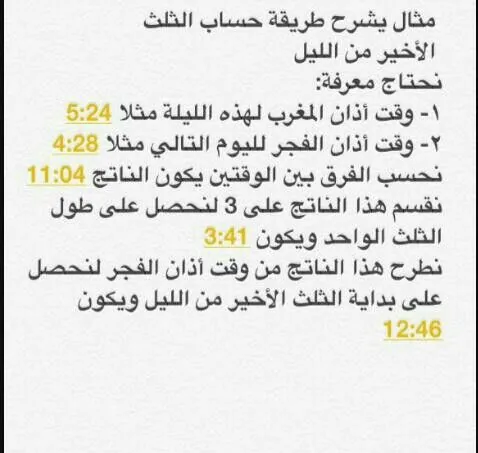 مثال يشرح طريقة حساب الثلث
الأخير من الليل
نحتاج معرفة:
١- وقت أذان المغرب لهذه الليلة مثلا 5:24
٢- وقت أذان الفجر لليوم التالي مثلا 4:28
نحسب الفرق بين الوقتين يكون الناتج 11:04
نقسم هذا الناتج على 3 لنحصل على طول
الثلث الواحد ويكون 3:41
نطرح هذا الناتج من وقت أذان الفجر لنحصل
على بداية الثلث الأخير من الليل ويكون
12:46